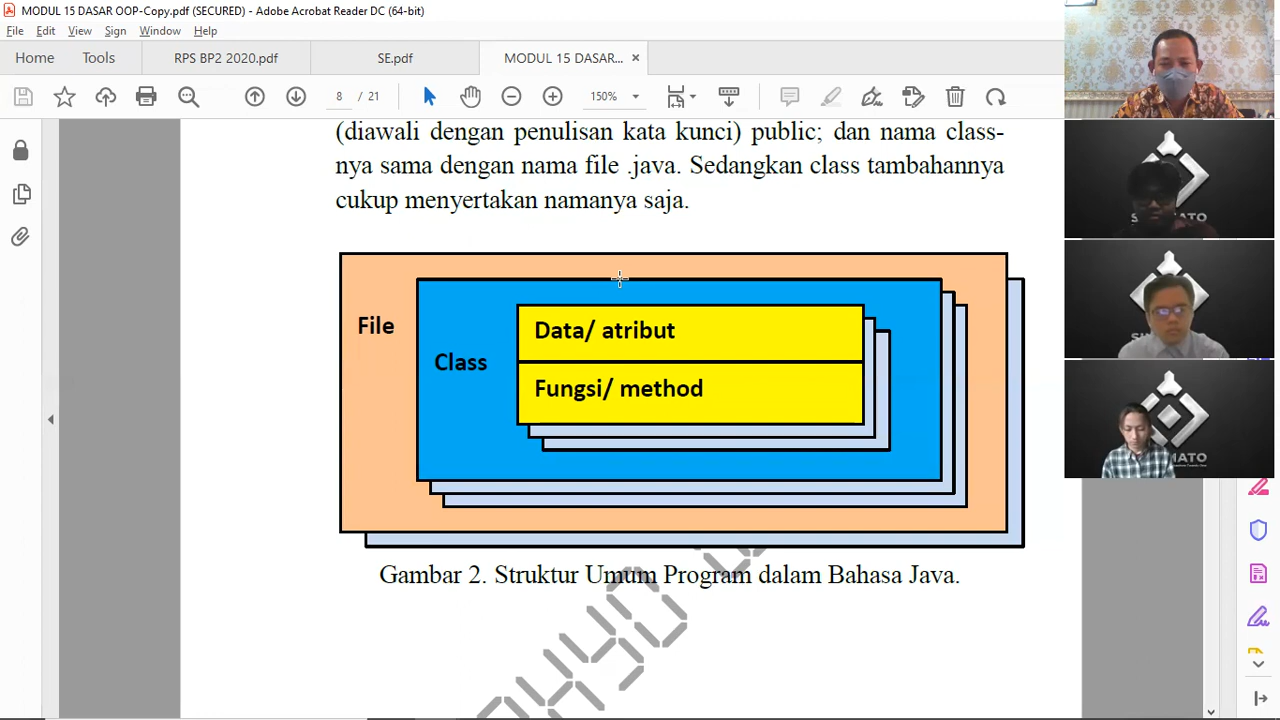 MODUL 15 DASAR OOP-Copy.pdf (SECURED) - Adobe Acrobat Reader DC (64-bit)
File Edit View Sign Window Help
Home Tools RPS BP2 2020.pdf SE.pdf MODUL 15 DASAR... ×
8 / 21 150%
(diawali dengan penulisan kata kunci) public; dan nama class-
nya sama dengan nama file .java. Sedangkan class tambahannya
cukup menyertakan namanya saja.
File
Class
Data/ atribut
Fungsi/ method
Gambar 2. Struktur Umum Program dalam Bahasa Java.